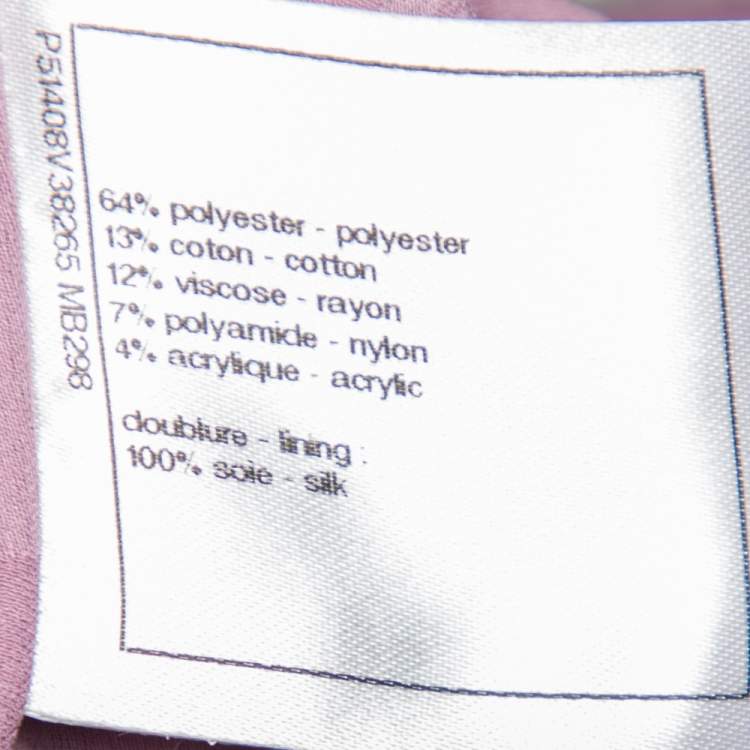 P51408V38265 MB298
64% polyester - polyester
13% coton - cotton
12% viscose - rayon
7% polyamide - nylon
4% acrylique - acrylic
doublure - lining :
100% soie - silk